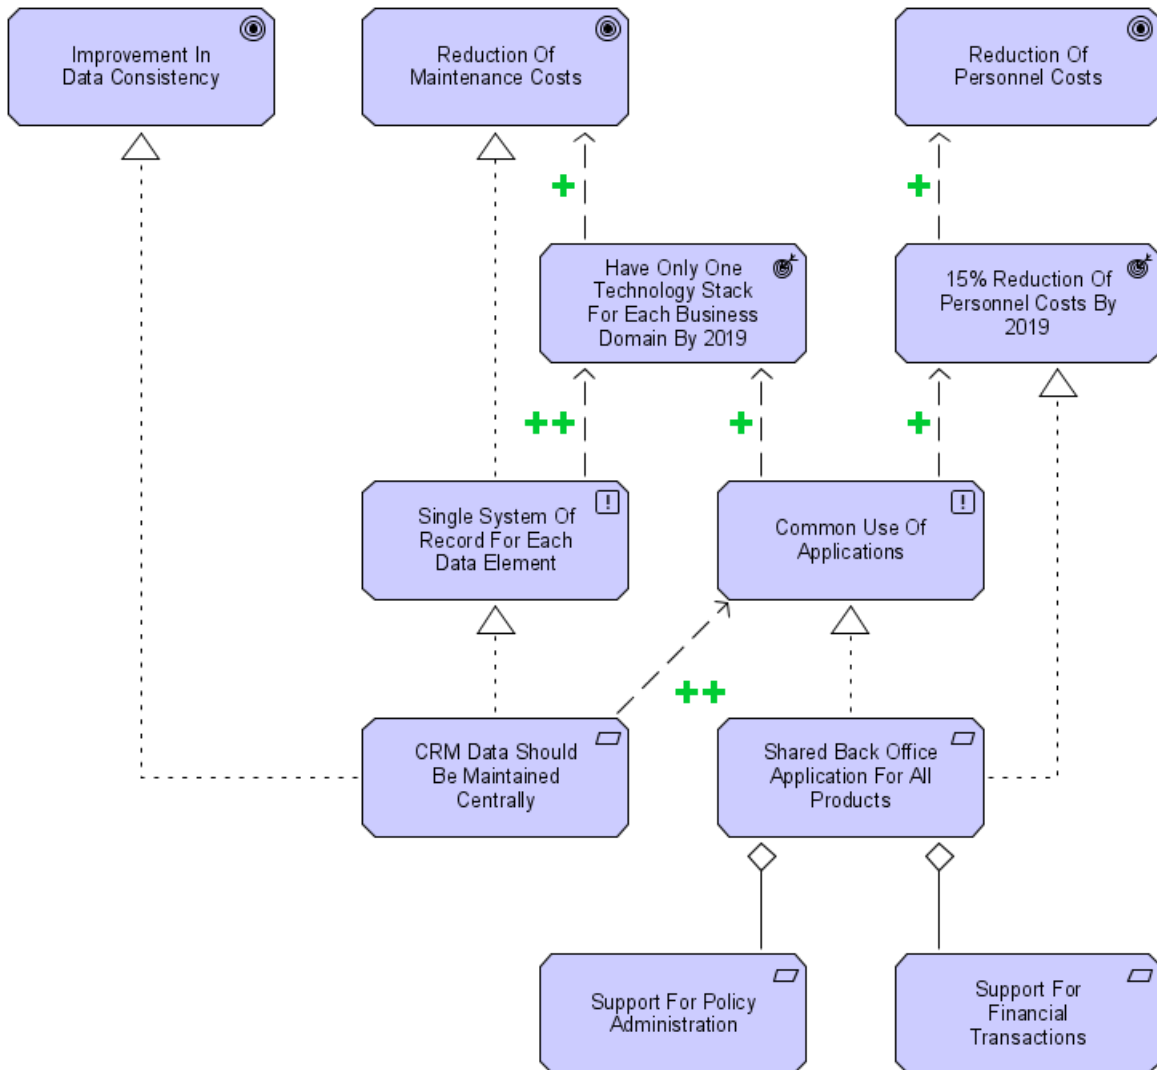 Improvement In
Data Consistency
Reduction Of
Maintenance Costs
Reduction Of
Personnel Costs
+
+
Have Only One
Technology Stack
For Each Business
Domain By 2019
15% Reduction Of
Personnel Costs By
2019
++
+
+
Single System Of
Record For Each
Data Element
!
Common Use Of
Applications
!
++
CRM Data Should
Be Maintained
Centrally
Shared Back Office
Application For All
Products
Support For Policy
Administration
Support For
Financial
Transactions